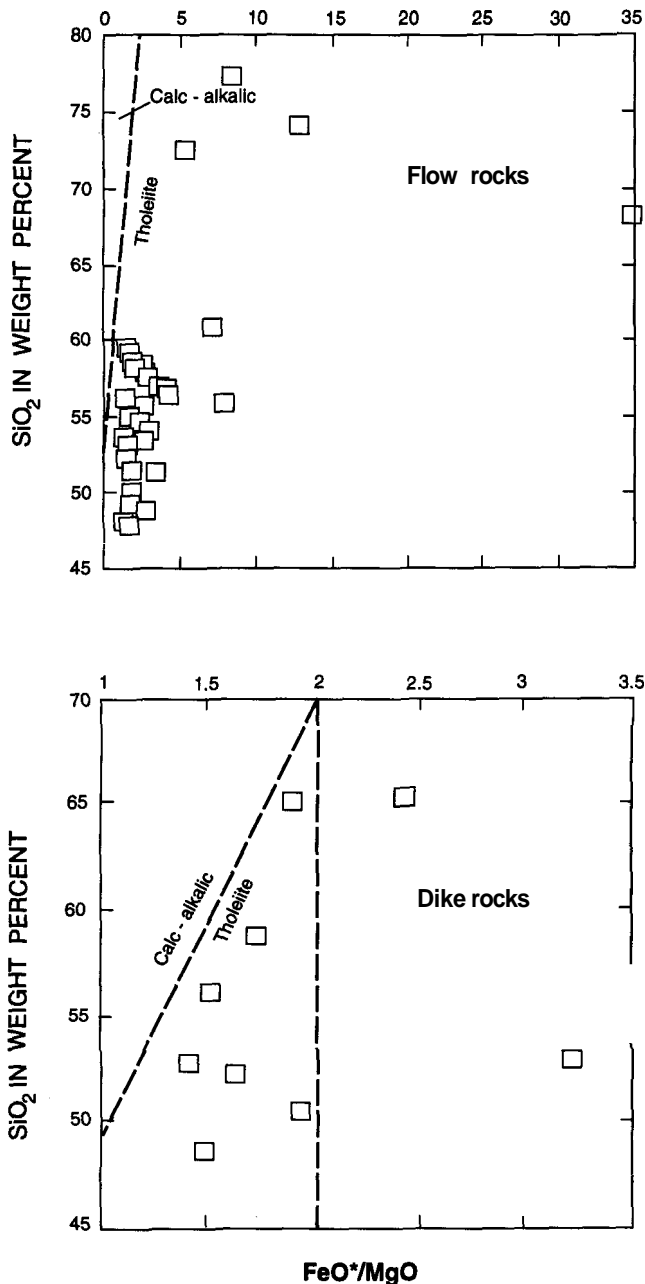 0 5 10 15 20 25 30 35
80
75
70
65
60
55
50
45
SiO2 IN WEIGHT PERCENT
Calc - alkalic
Tholeiite
Flow rocks
1 1.5 2 2.5 3 3.5
70
65
60
55
50
45
SiO2 IN WEIGHT PERCENT
Calc - alkalic
Tholeiite
Dike rocks
FeO*/MgO